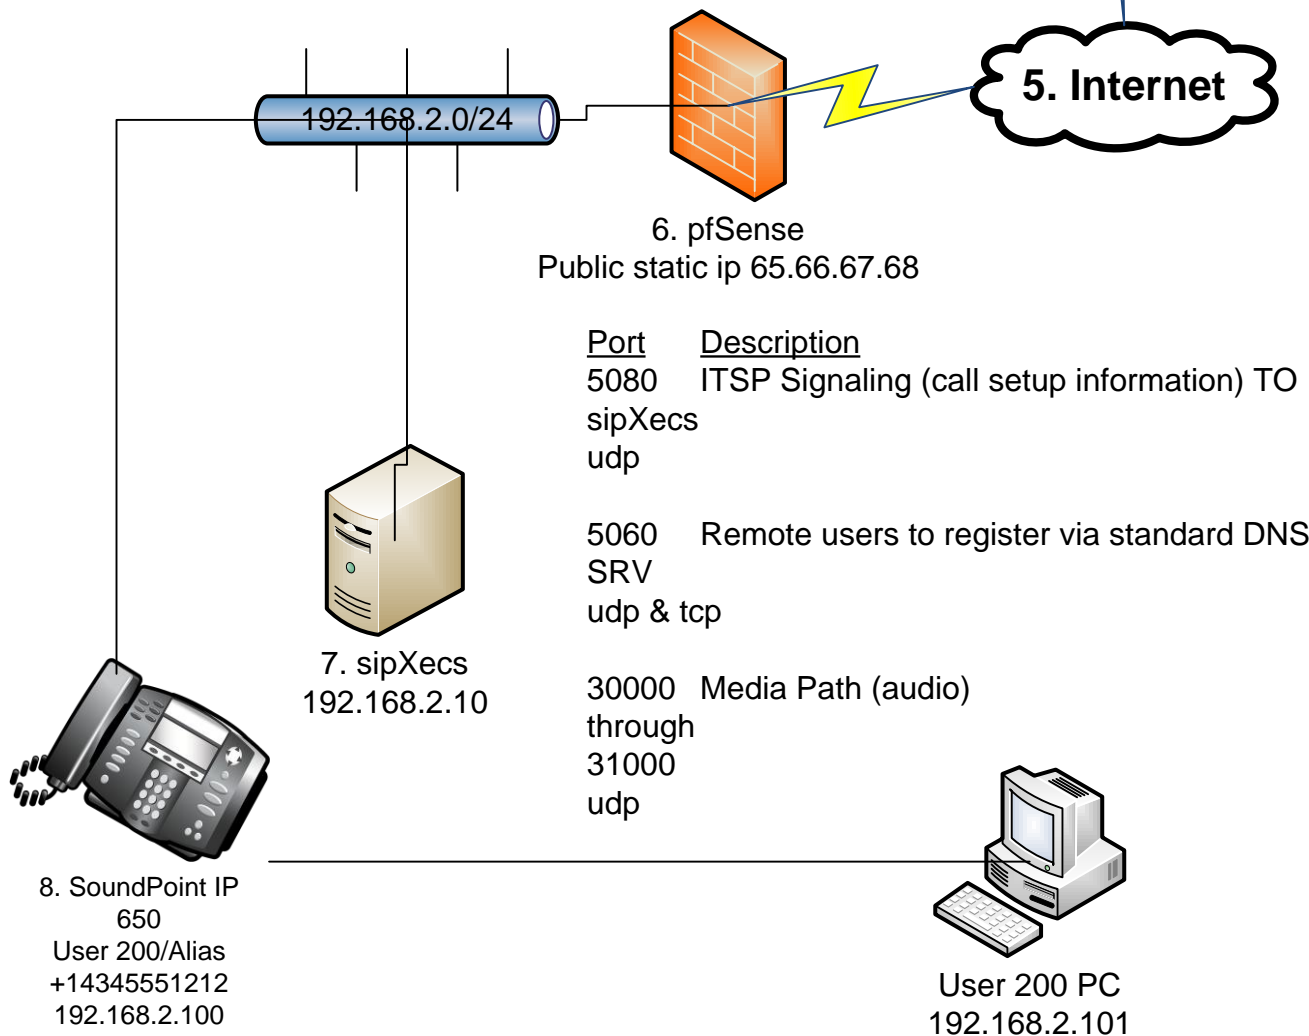 5. Internet
192.168.2.0/24
6. pfSense
Public static ip 65.66.67.68
Port Description
5080 ITSP Signaling (call setup information) TO
sipXecs
udp
5060 Remote users to register via standard DNS
SRV
udp & tcp
30000 Media Path (audio)
through
31000
udp
7. sipXecs
192.168.2.10
8. SoundPoint IP
650
User 200/Alias
+14345551212
192.168.2.100
User 200 PC
192.168.2.101